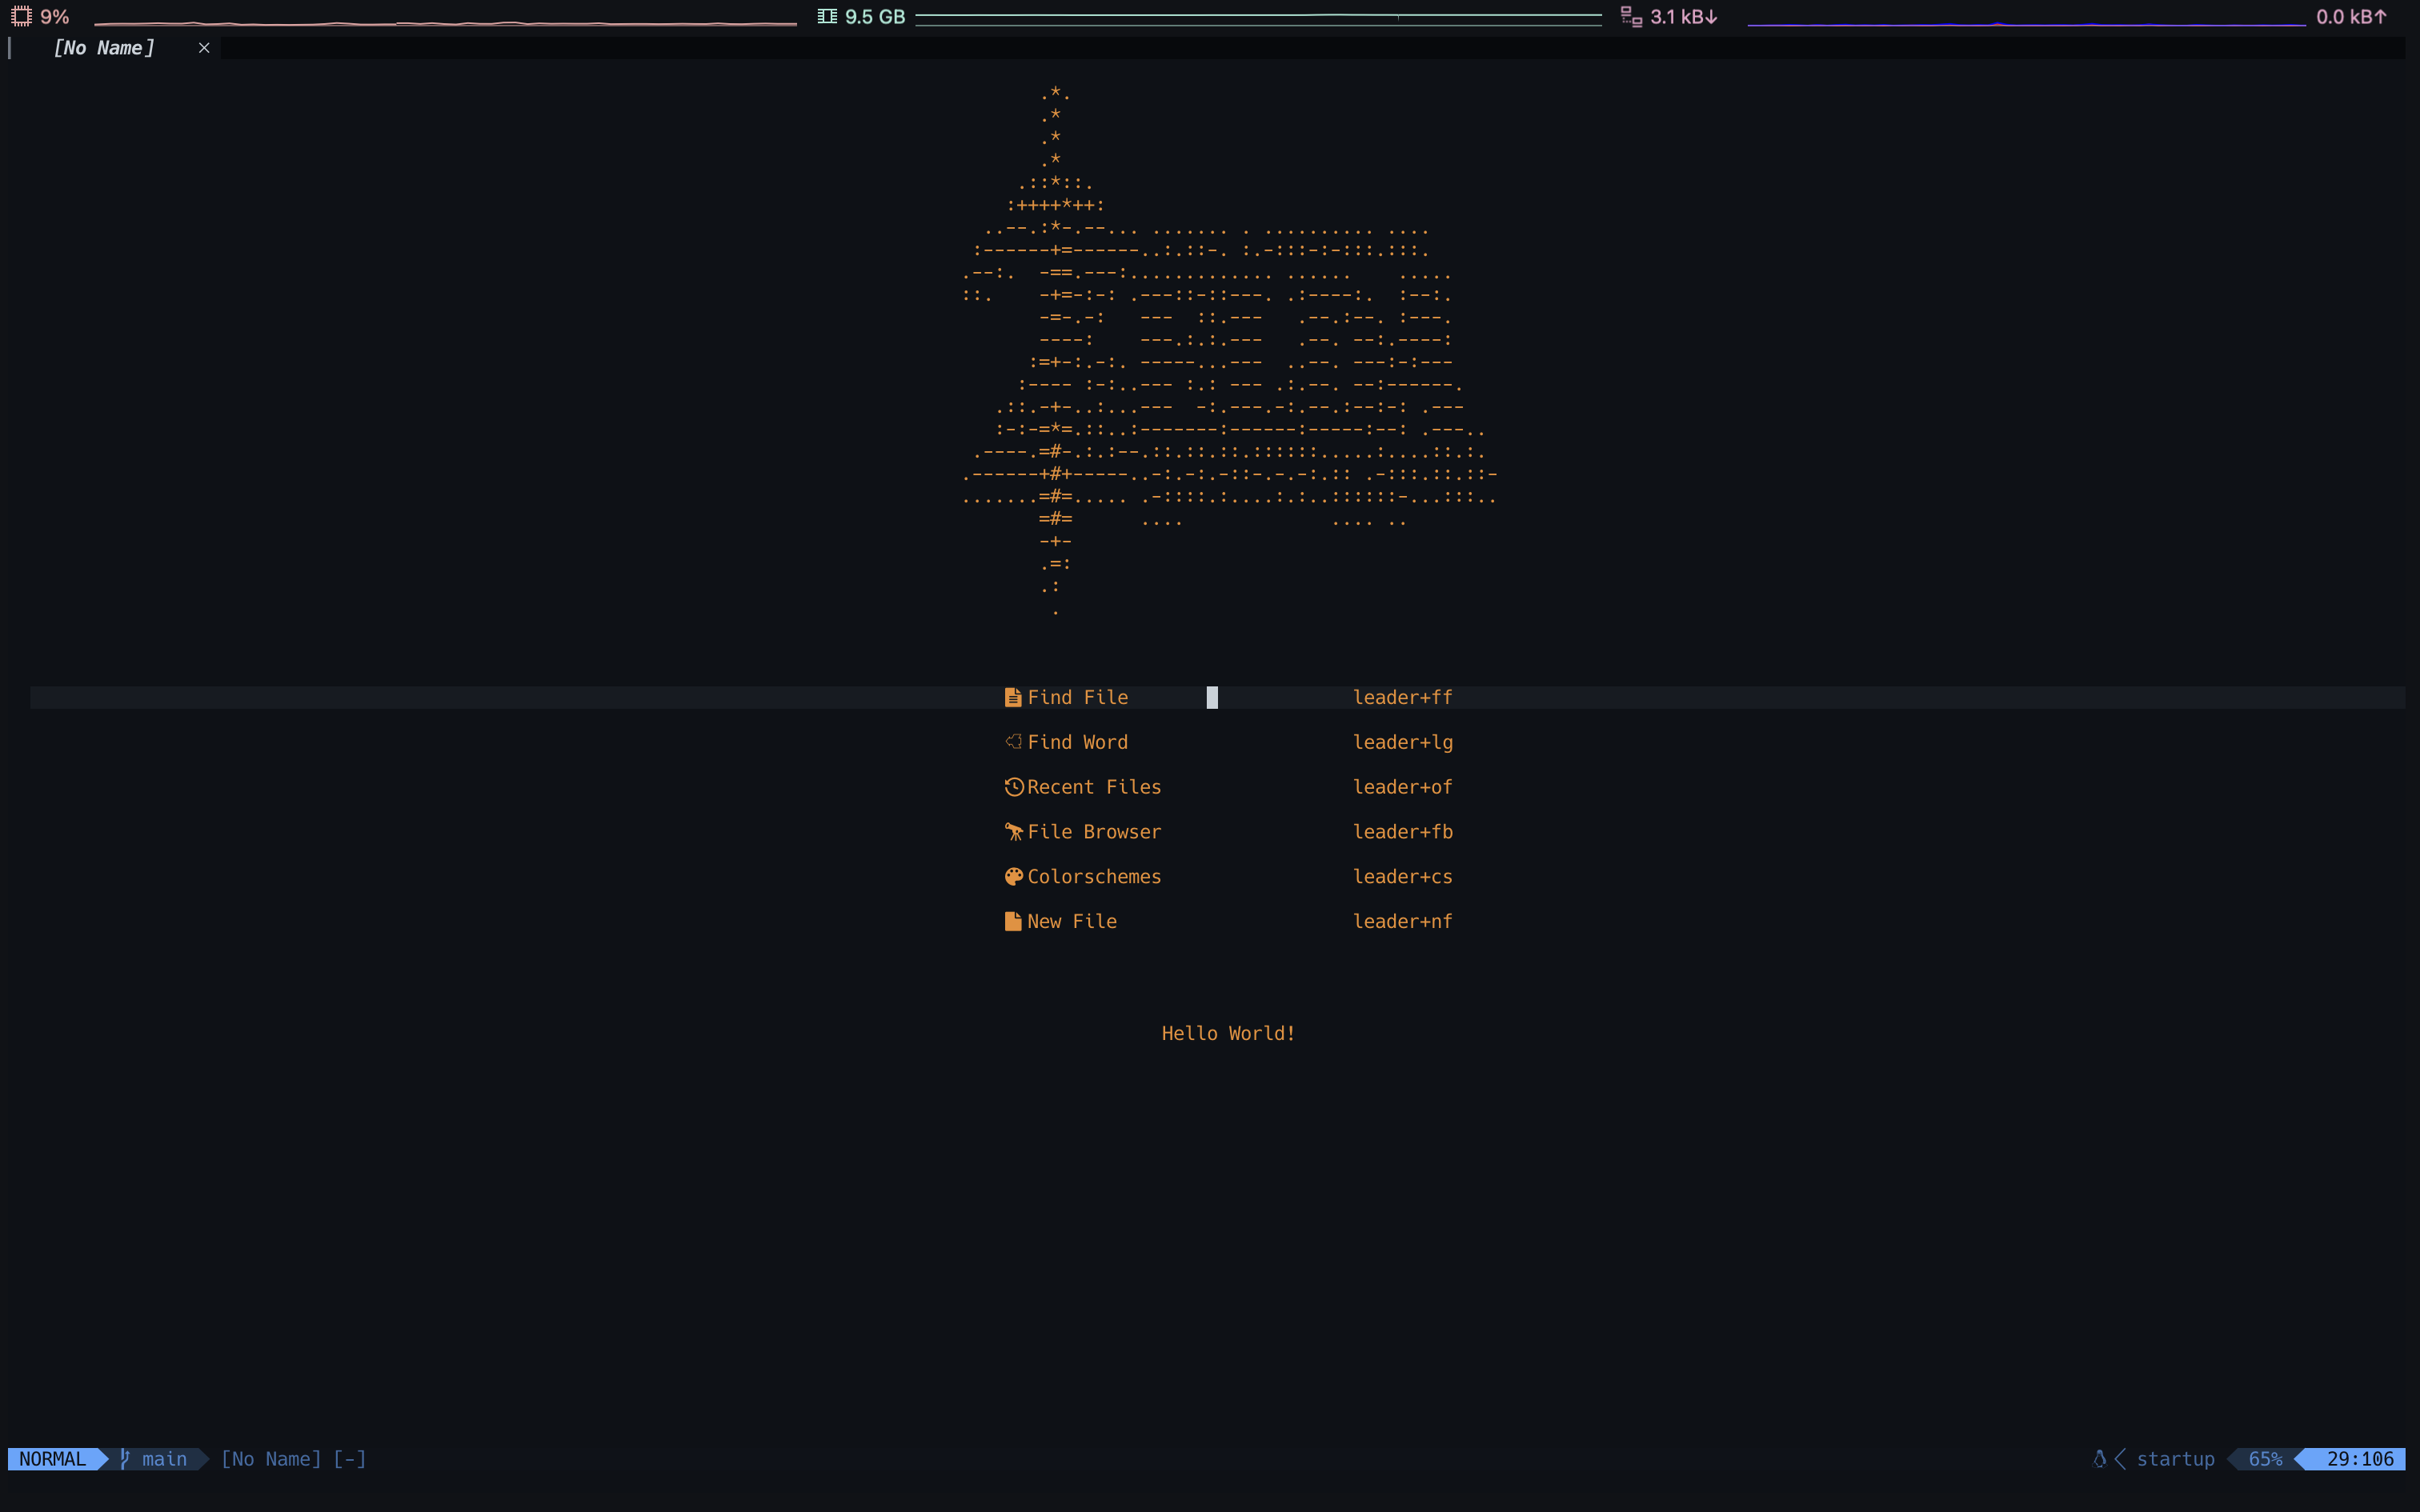 9%
9.5 GB
3.1 kB↓
0.0 kB↑
[No Name] ×
Find File leader+ff
Find Word leader+lg
Recent Files leader+of
File Browser leader+fb
Colorschemes leader+cs
New File leader+nf
Hello World!
NORMAL main [No Name] [-] startup 65% 29:106